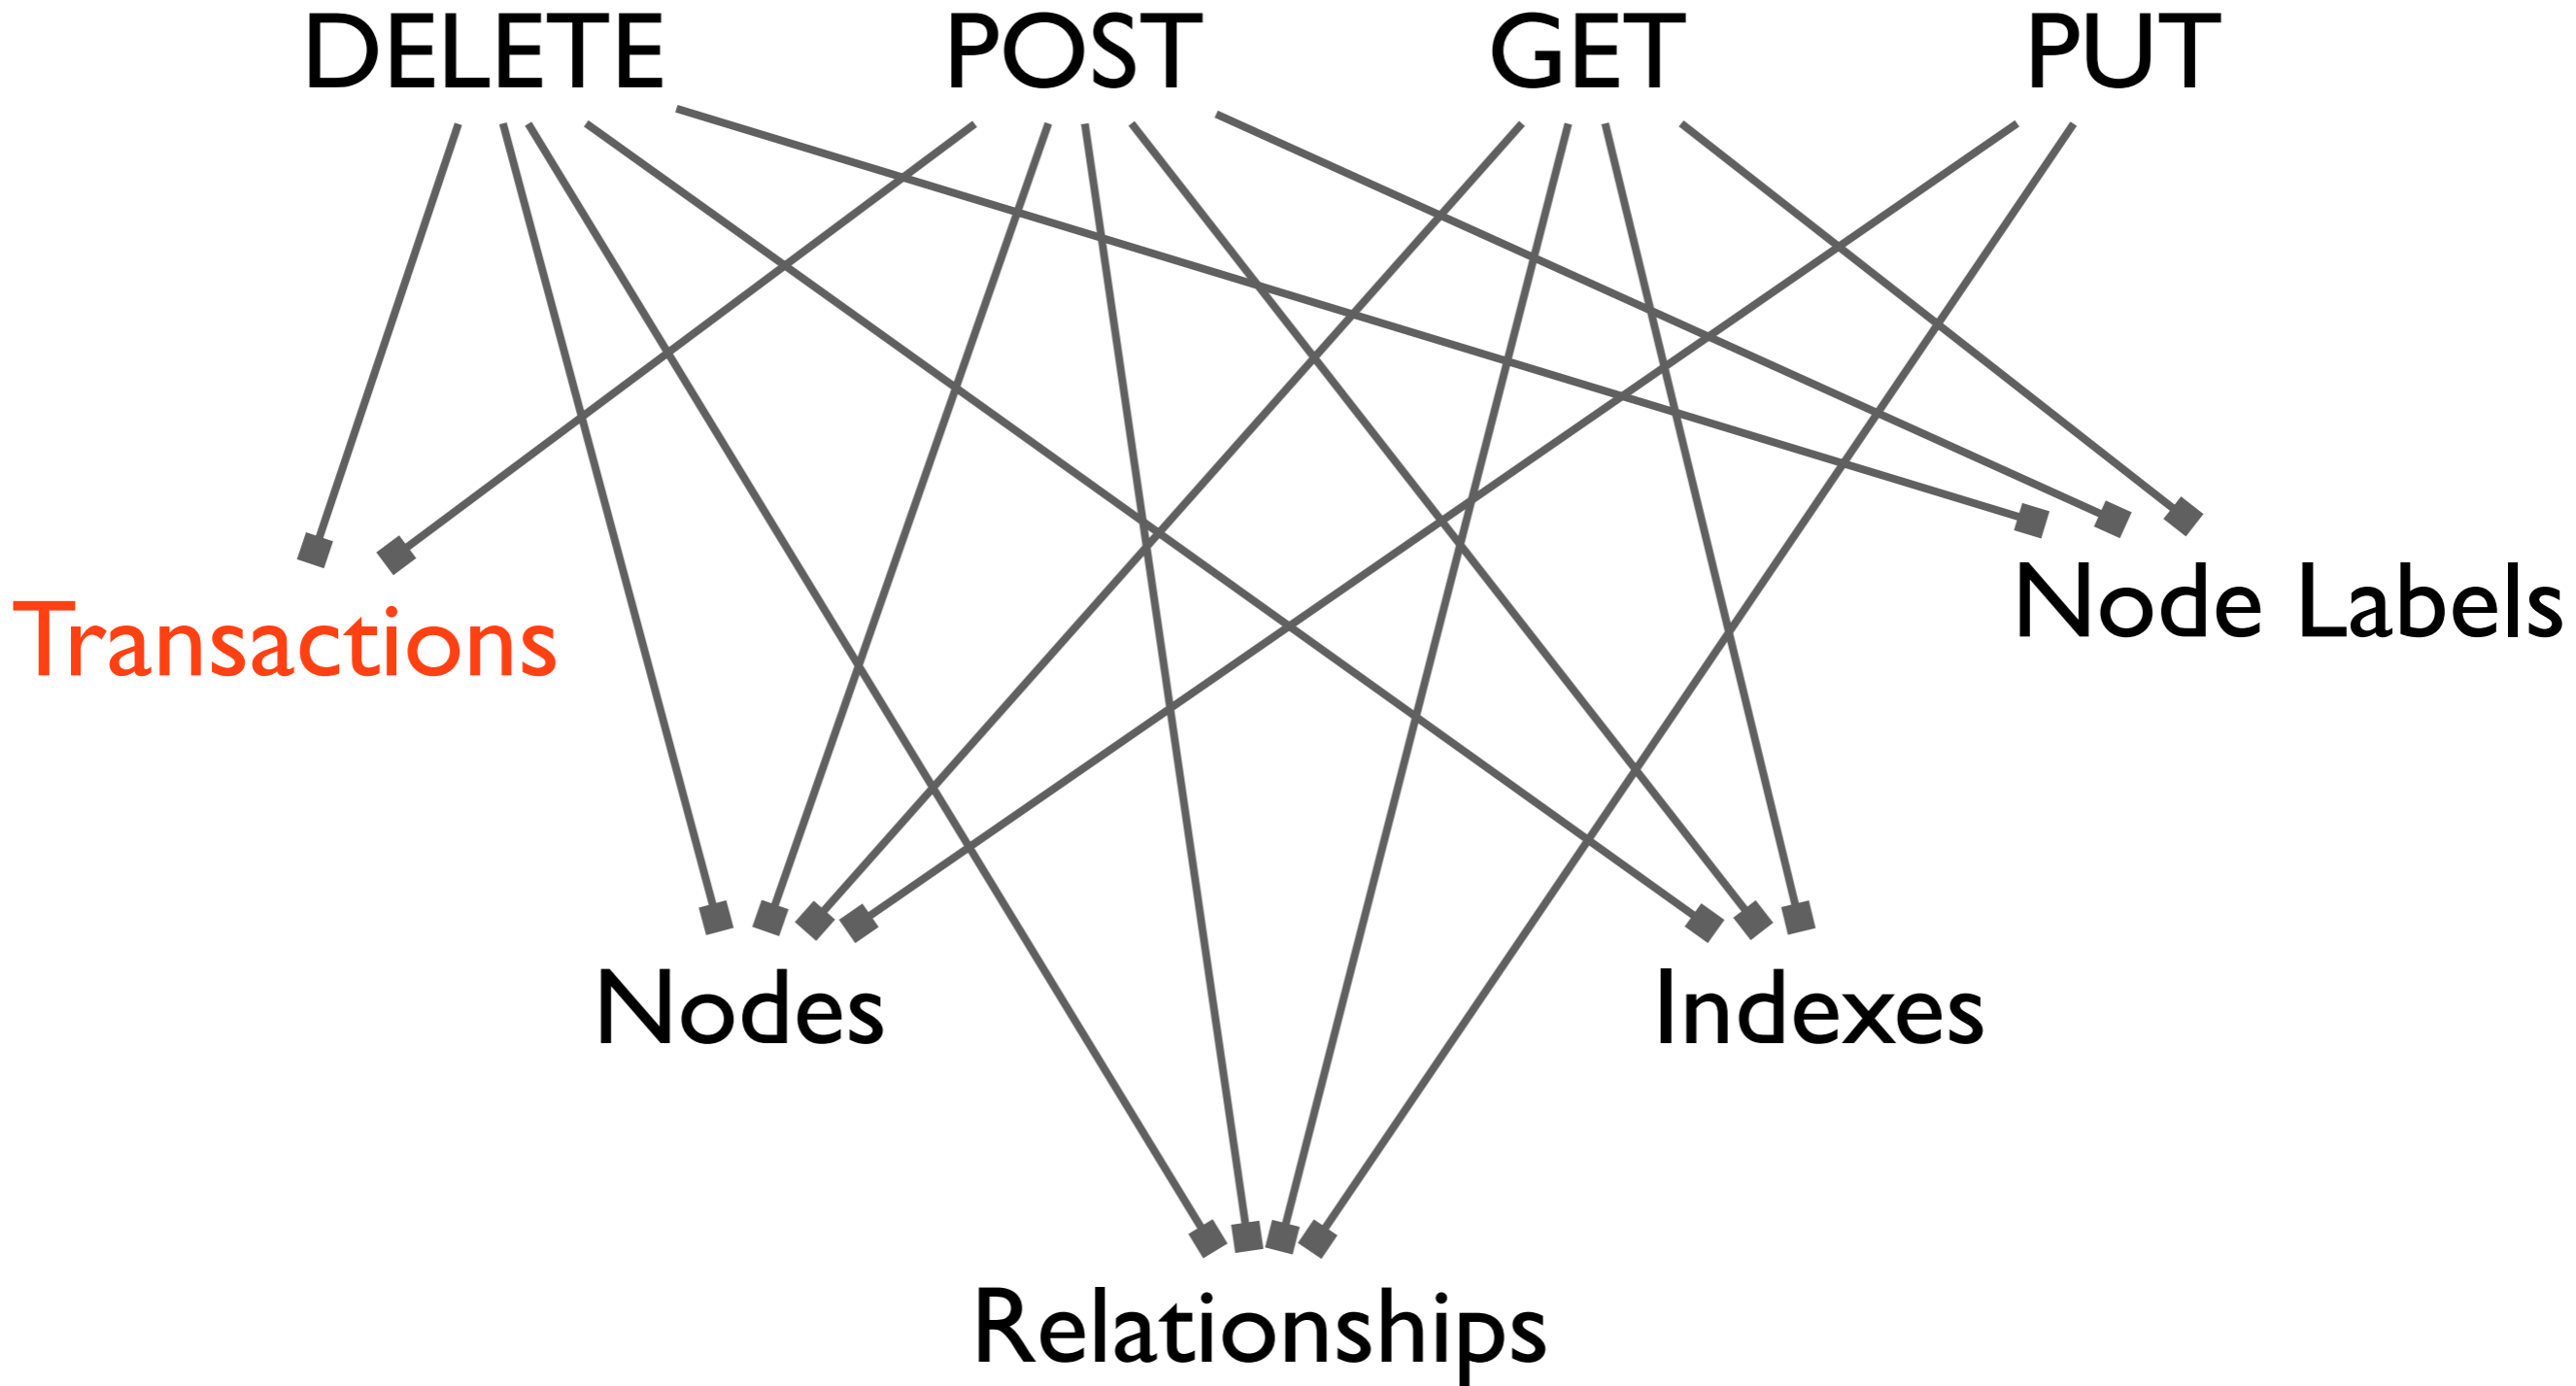 DELETE POST GET PUT
Transactions
Node Labels
Nodes
Indexes
Relationships